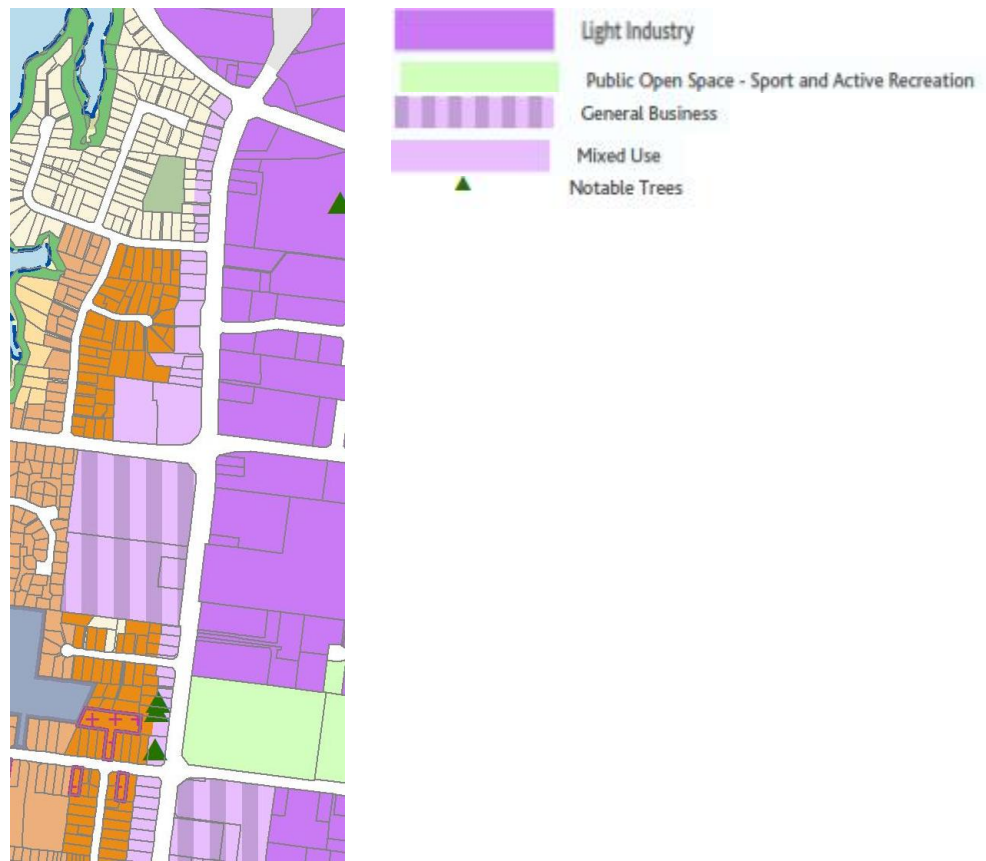 Light Industry
Public Open Space - Sport and Active Recreation
General Business
Mixed Use
Notable Trees